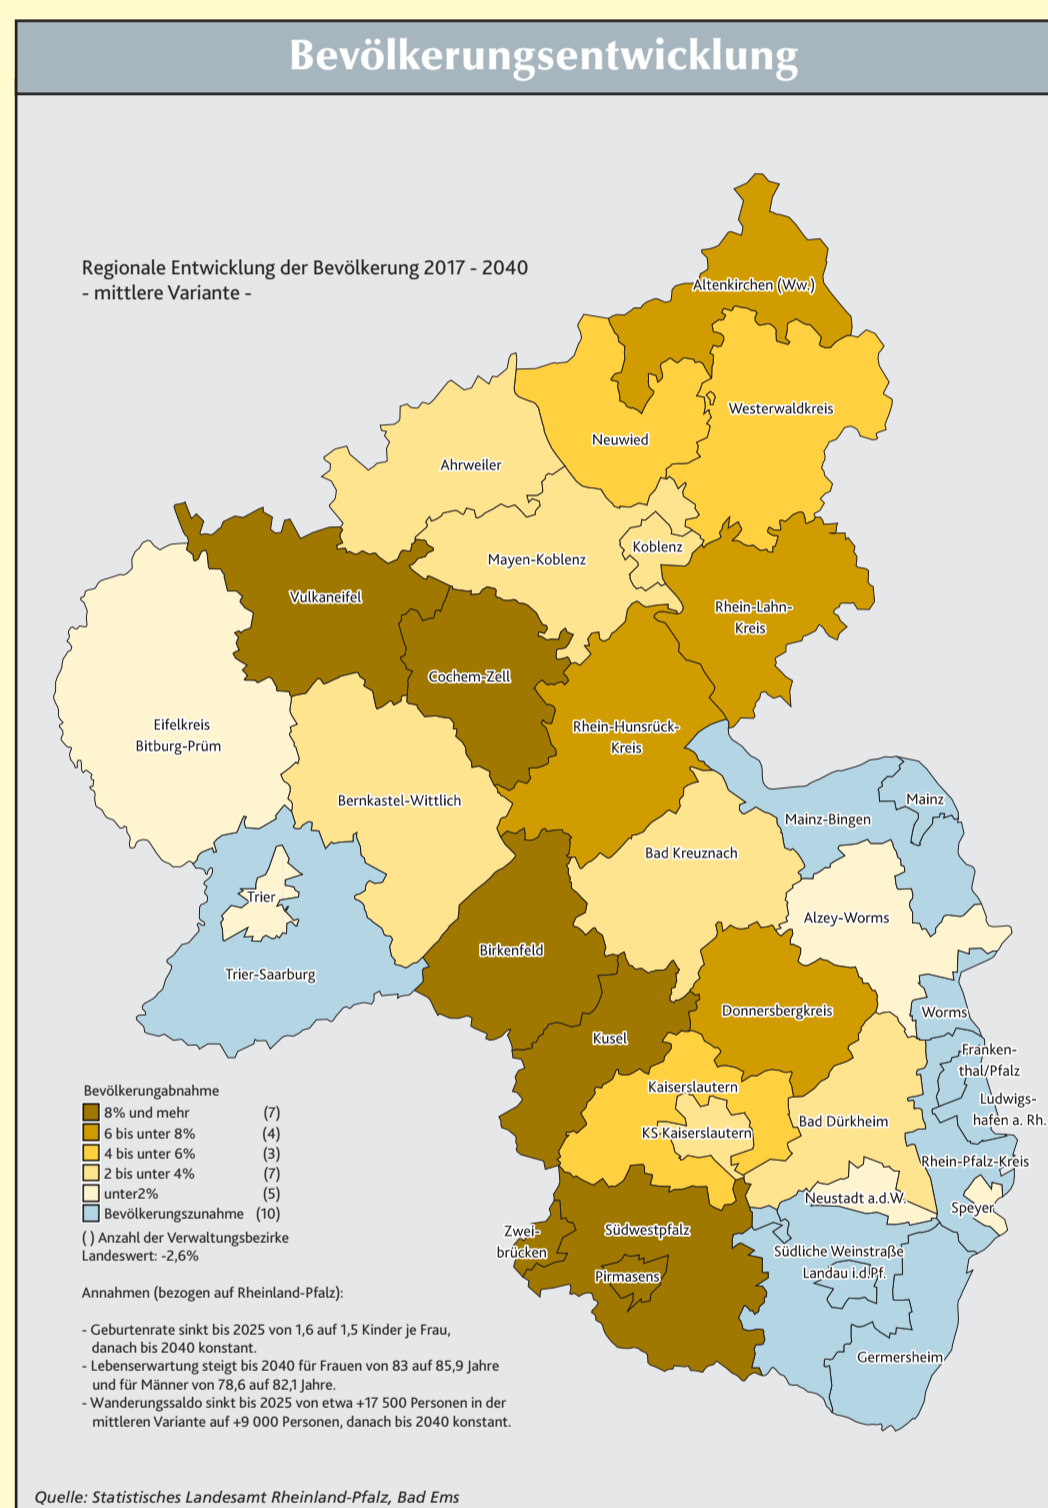 Bevölkerungsentwicklung
Regionale Entwicklung der Bevölkerung 2017 - 2040
- mittlere Variante -
Altenkirchen (Ww.)
Westerwaldkreis
Neuwied
Ahrweiler
Koblenz
Mayen-Koblenz
Vulkaneifel
Rhein-Lahn-
Kreis
Cochem-Zell
Eifelkreis
Bitburg-Prüm
Rhein-Hunsrück-
Kreis
Bernkastel-Wittlich
Mainz
Mainz-Bingen
Bad Kreuznach
Trier
Alzey-Worms
Birkenfeld
Trier-Saarburg
Donnersbergkreis
Worms
Kusel
Franken-
thal/Pfalz
Kaiserslautern
Ludwigs-
hafen a. Rh.
Bad Dürkheim
KS-Kaiserslautern
Rhein-Pfalz-Kreis
Neustadt a.d.W.
Speyer
Zwei-
brücken
Südwestpfalz
Südliche Weinstraße
Landau i.d.Pf.
Pirmasens
Germersheim
Bevölkerungabnahme
8% und mehr (7)
6 bis unter 8% (4)
4 bis unter 6% (3)
2 bis unter 4% (7)
unter2% (5)
Bevölkerungszunahme (10)
( ) Anzahl der Verwaltungsbezirke
Landeswert: -2,6%
Annahmen (bezogen auf Rheinland-Pfalz):
- Geburtenrate sinkt bis 2025 von 1,6 auf 1,5 Kinder je Frau,
danach bis 2040 konstant.
- Lebenserwartung steigt bis 2040 für Frauen von 83 auf 85,9 Jahre
und für Männer von 78,6 auf 82,1 Jahre.
- Wanderungssaldo sinkt bis 2025 von etwa +17 500 Personen in der
mittleren Variante auf +9 000 Personen, danach bis 2040 konstant.
Quelle: Statistisches Landesamt Rheinland-Pfalz, Bad Ems